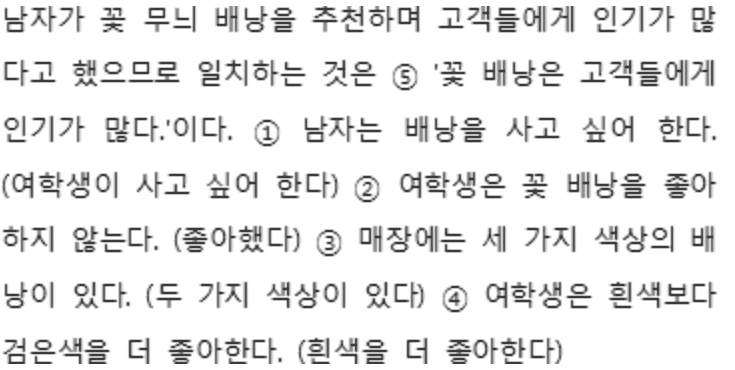 남자가 꽃 무늬 배낭을 추천하며 고객들에게 인기가 많
다고 했으므로 일치하는 것은 ⑤ '꽃 배낭은 고객들에게
인기가 많다.'이다. ① 남자는 배낭을 사고 싶어 한다.
(여학생이 사고 싶어 한다) ② 여학생은 꽃 배낭을 좋아
하지 않는다. (좋아했다) ③ 매장에는 세 가지 색상의 배
낭이 있다. (두 가지 색상이 있다) ④ 여학생은 흰색보다
검은색을 더 좋아한다. (흰색을 더 좋아한다)